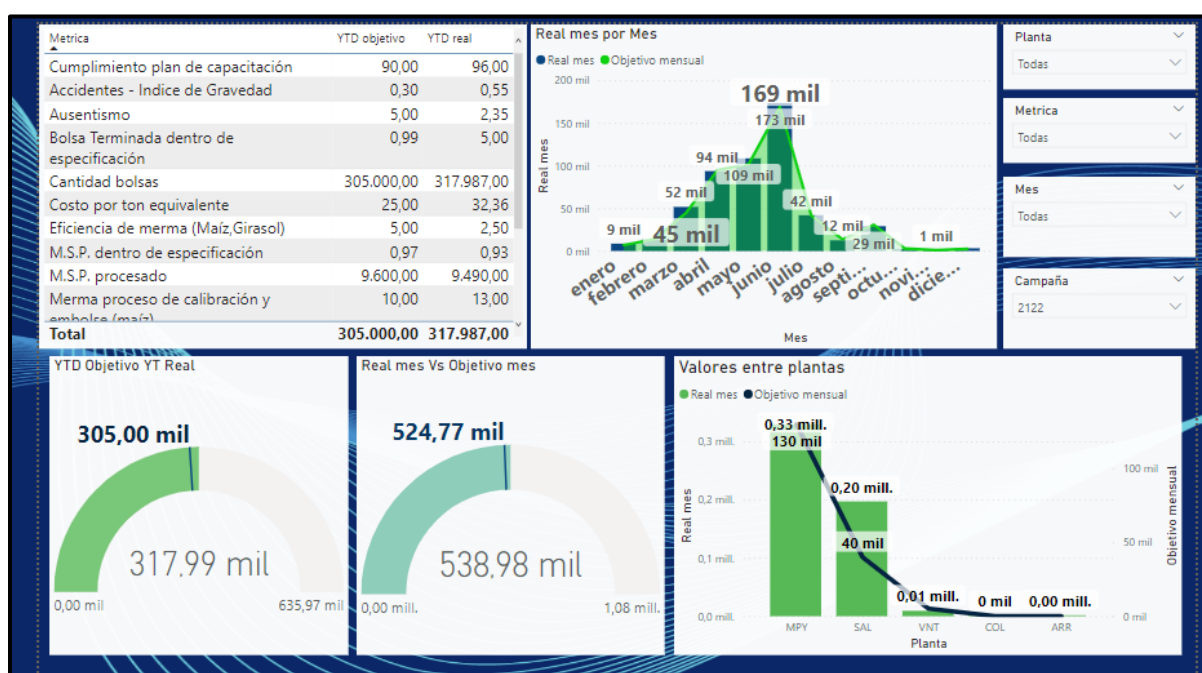 Metrica YTD objetivo YTD real
Cumplimiento plan de capacitación 90,00 96,00
Accidentes - Indice de Gravedad 0,30 0,55
Ausentismo 5,00 2,35
Bolsa Terminada dentro de 0,99 5,00
especificación
Cantidad bolsas 305.000,00 317.987,00
Costo por ton equivalente 25,00 32,36
Eficiencia de merma (Maíz,Girasol) 5,00 2,50
M.S.P. dentro de especificación 0,97 0,93
M.S.P. procesado 9.600,00 9.490,00
Merma proceso de calibración y 10,00 13,00
embolse (maíz)
Total 305.000,00 317.987,00
Real mes por Mes
Real mes Objetivo mensual
200 mil
150 mil
100 mil
50 mil
0 mil
Real mes
169 mil
173 mil
94 mil
109 mil
52 mil
42 mil
9 mil
45 mil
12 mil
29 mil
1 mil
enero
febrero
marzo
abril
mayo
junio
julio
agosto
septi...
octu...
novi...
dicie...
Mes
Planta
Todas
Metrica
Todas
Mes
Todas
Campaña
2122
YTD Objetivo YT Real
305,00 mil
317,99 mil
0,00 mil
635,97 mil
Real mes Vs Objetivo mes
524,77 mil
538,98 mil
0,00 mill.
1,08 mill.
Valores entre plantas
Real mes Objetivo mensual
0,3 mill.
0,2 mill.
0,1 mill.
0,0 mill.
Real mes
0,33 mill.
130 mil
0,20 mill.
40 mil
0,01 mill.
0 mil
0,00 mill.
100 mil
50 mil
0 mil
Objetivo mensual
MPY SAL VNT COL ARR
Planta